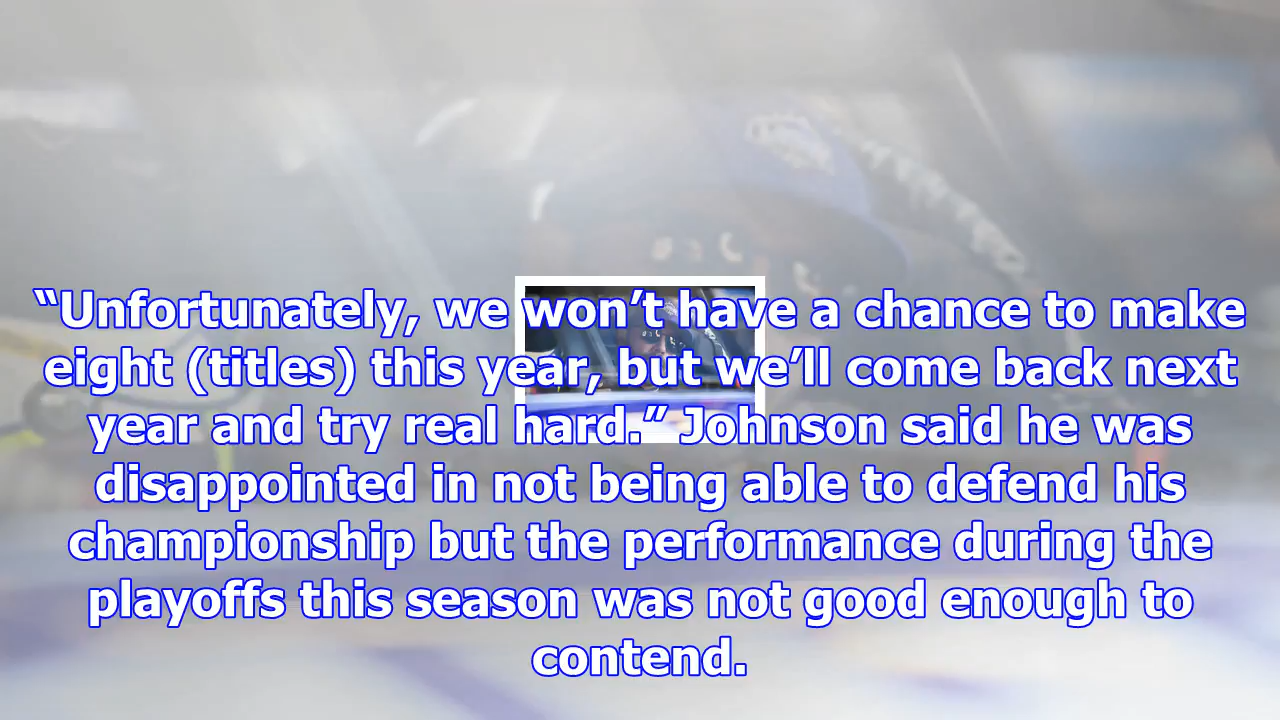 “Unfortunately, we won’t have a chance to make
eight (titles) this year, but we’ll come back next
year and try real hard.” Johnson said he was
disappointed in not being able to defend his
championship but the performance during the
playoffs this season was not good enough to
contend.